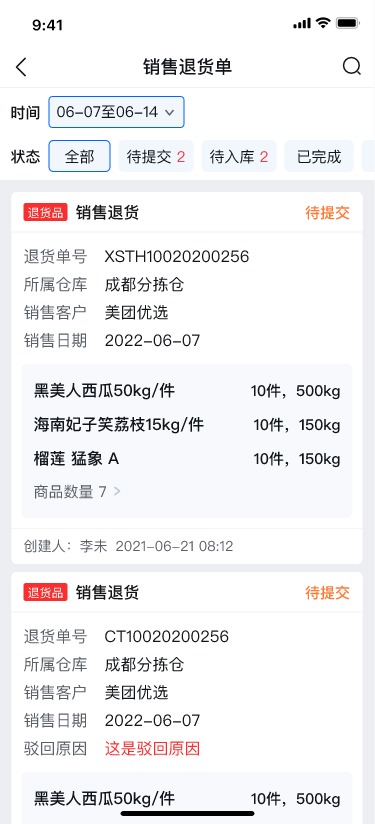 9:41
销售退货单
时间 06-07至06-14
状态 全部 待提交 2 待入库 2 已完成
退货品 销售退货 待提交
退货单号 XSTH10020200256
所属仓库 成都分拣仓
销售客户 美团优选
销售日期 2022-06-07
黑美人西瓜50kg/件 10件，500kg
海南妃子笑荔枝15kg/件 10件，150kg
榴莲 猛象 A 10件，150kg
商品数量 7
创建人：李未 2021-06-21 08:12
退货品 销售退货 待提交
退货单号 CT10020200256
所属仓库 成都分拣仓
销售客户 美团优选
销售日期 2022-06-07
驳回原因 这是驳回原因
黑美人西瓜50kg/件 10件，500kg